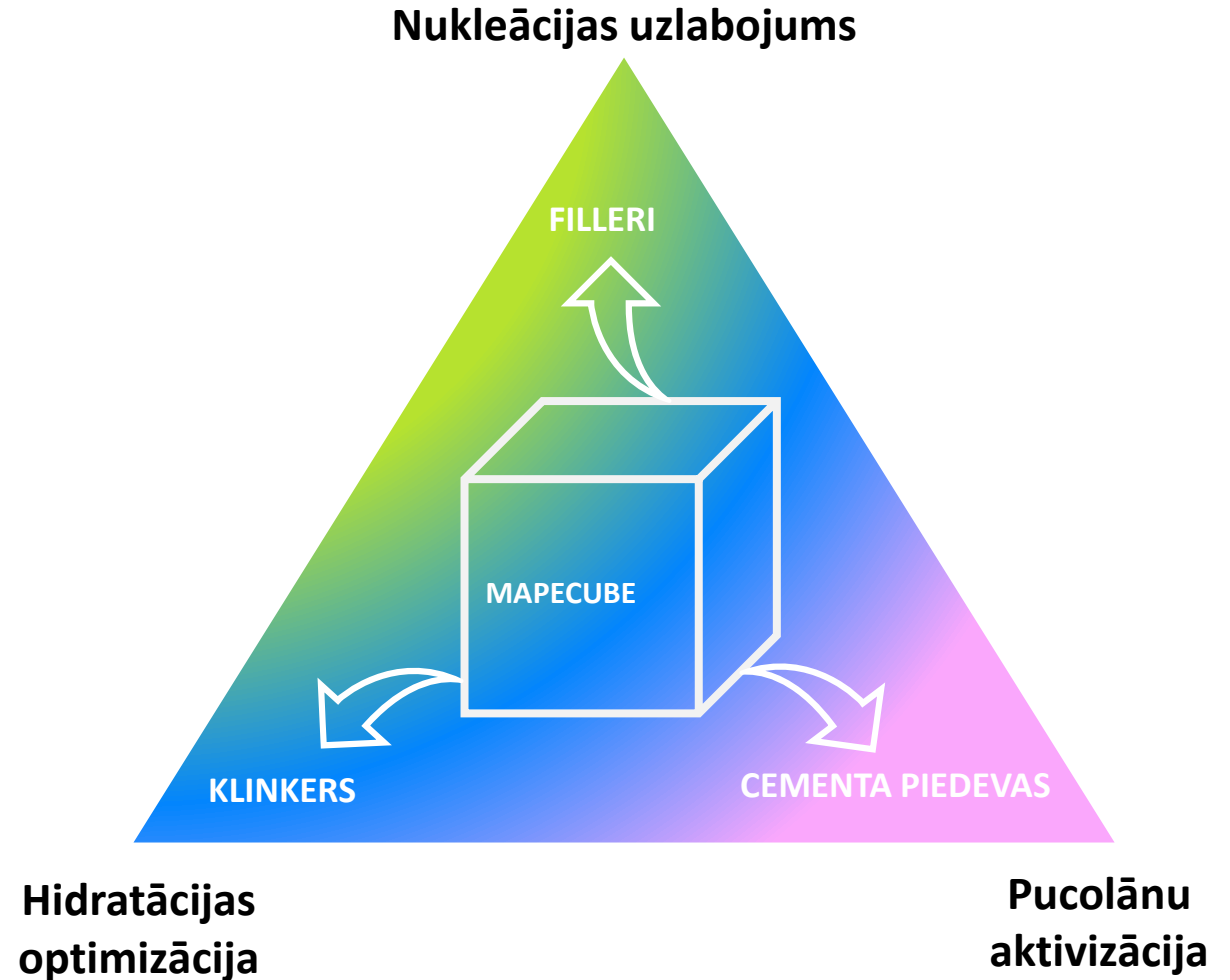 Nukleācijas uzlabojums
FILLERI
MAPECUBE
KLINKERS
CEMENTA PIEDEVAS
Hidratācijas
optimizācija
Pucolānu
aktivizācija